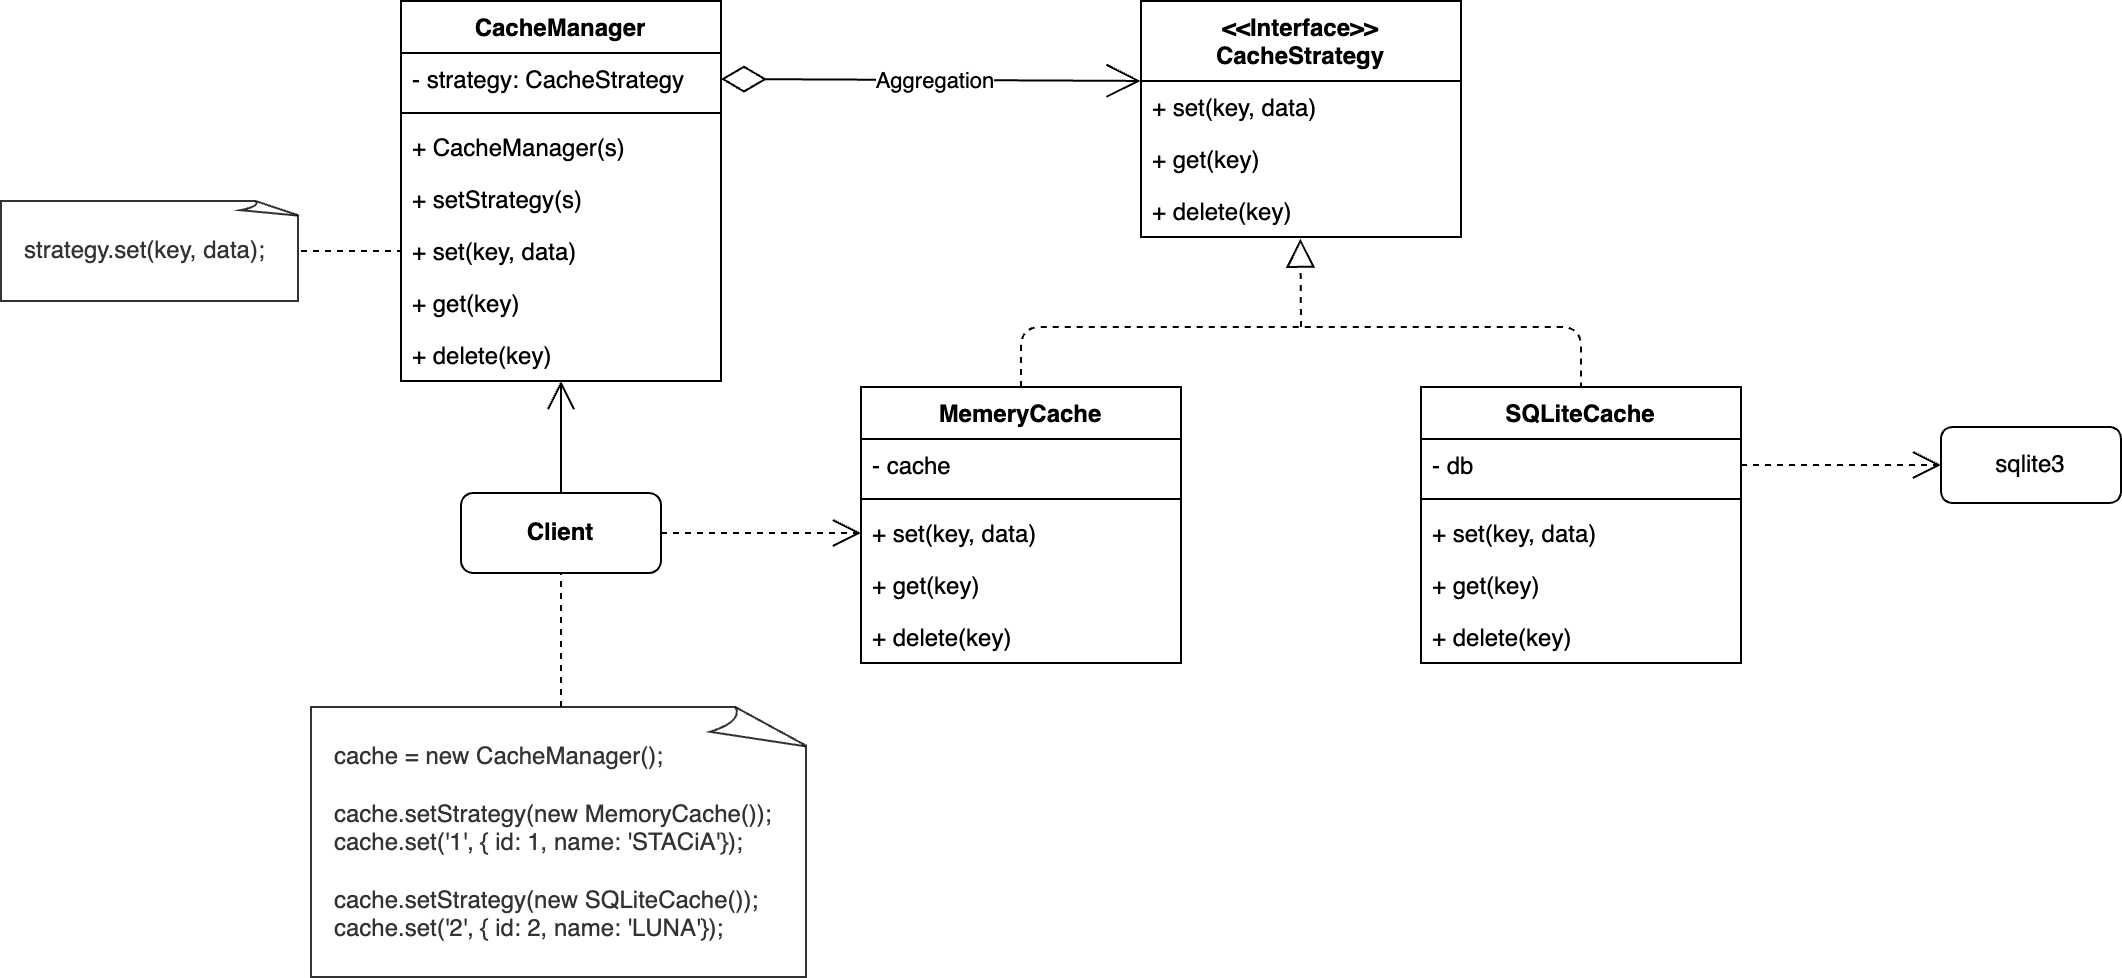 CacheManager
- strategy: CacheStrategy
+ CacheManager(s)
+ setStrategy(s)
+ set(key, data)
+ get(key)
+ delete(key)
Aggregation
<<Interface>>
CacheStrategy
+ set(key, data)
+ get(key)
+ delete(key)
strategy.set(key, data);
MemeryCache
- cache
+ set(key, data)
+ get(key)
+ delete(key)
SQLiteCache
- db
+ set(key, data)
+ get(key)
+ delete(key)
sqlite3
Client
cache = new CacheManager();
cache.setStrategy(new MemoryCache());
cache.set('1', { id: 1, name: 'STACiA'});
cache.setStrategy(new SQLiteCache());
cache.set('2', { id: 2, name: 'LUNA'});